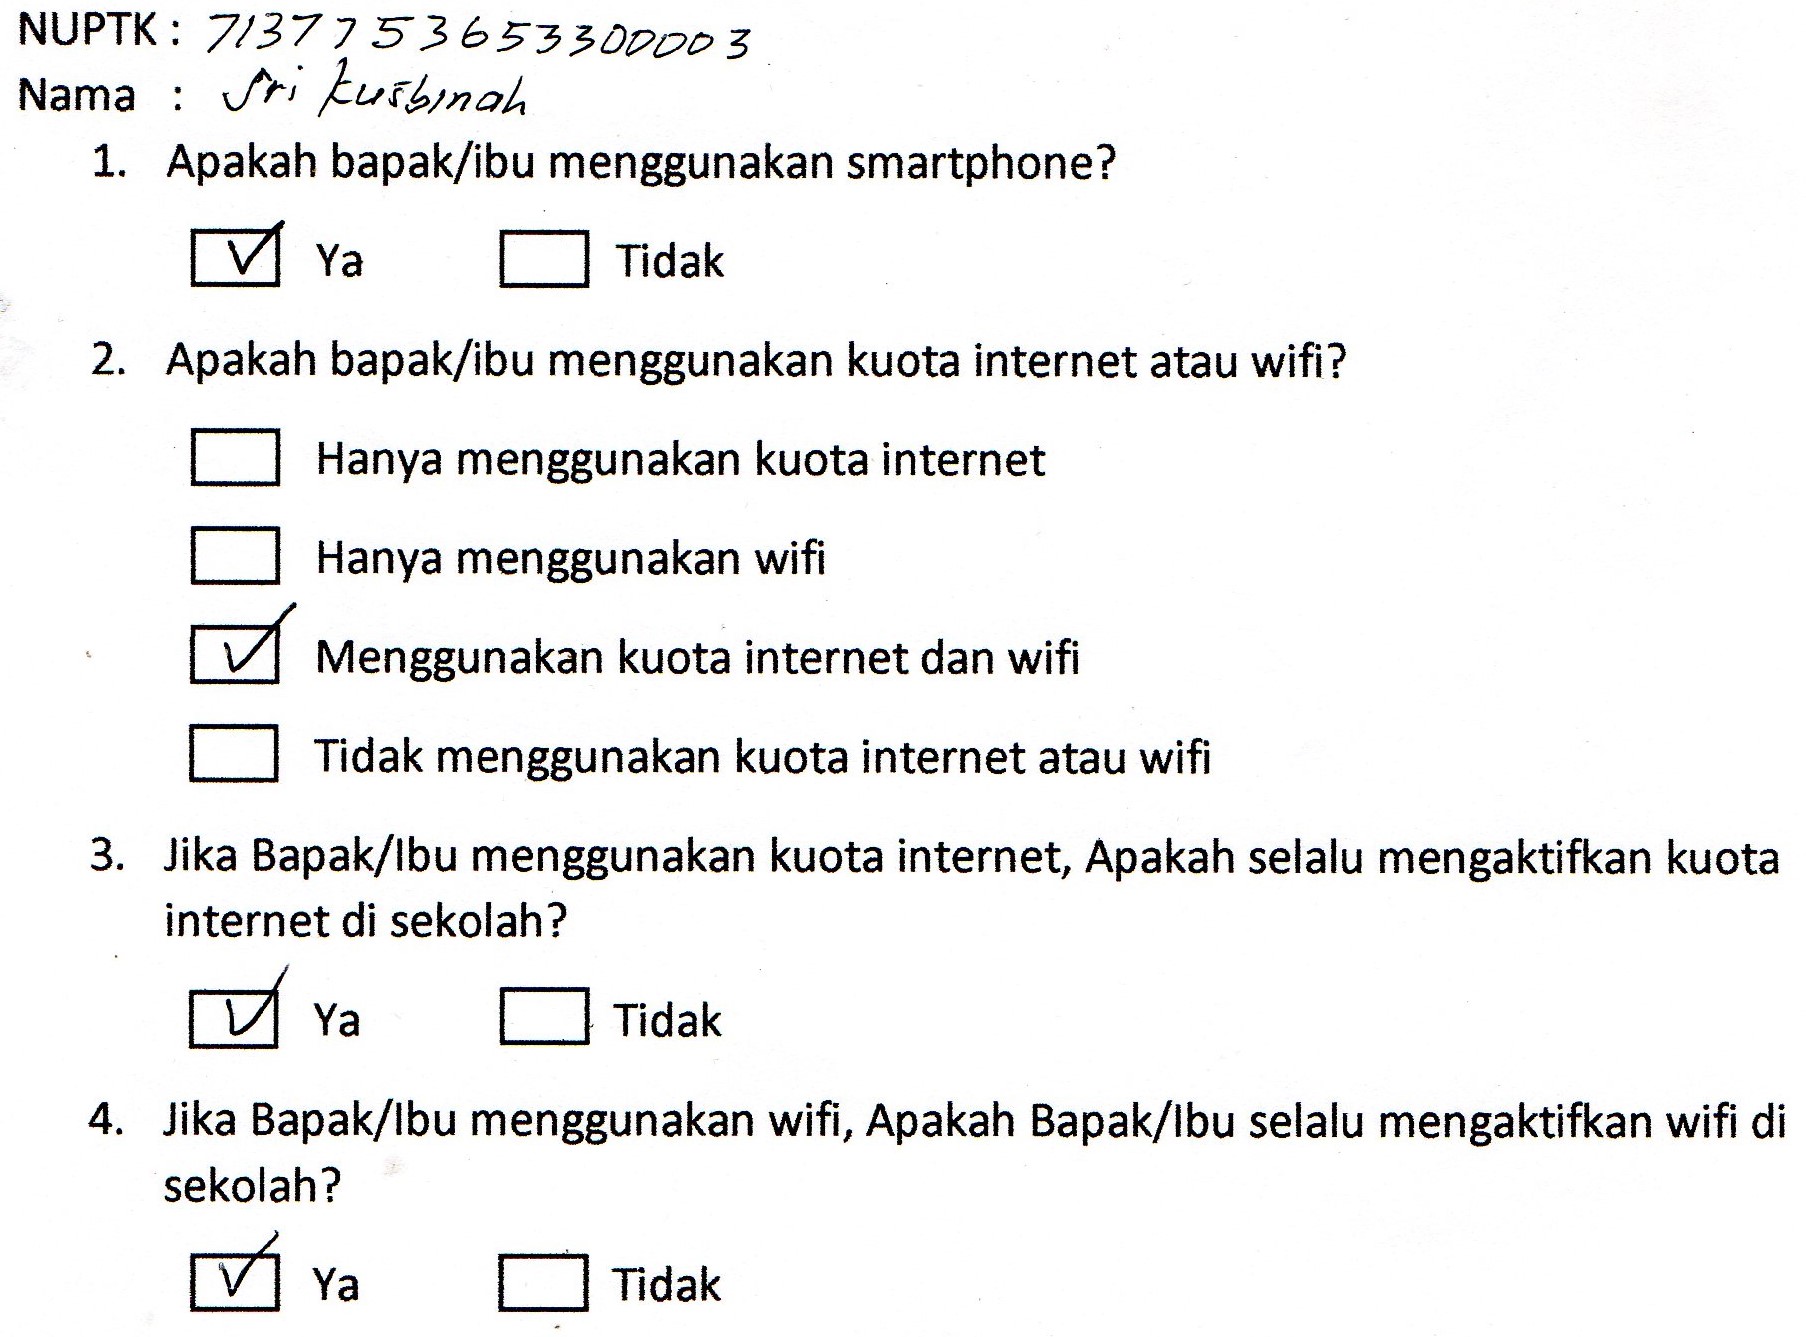 NUPTK : 7137753655330000 3
Nama : Sri kusbinah
1. Apakah bapak/ibu menggunakan smartphone?
Ya Tidak
2. Apakah bapak/ibu menggunakan kuota internet atau wifi?
Hanya menggunakan kuota internet
Hanya menggunakan wifi
Menggunakan kuota internet dan wifi
Tidak menggunakan kuota internet atau wifi
3. Jika Bapak/Ibu menggunakan kuota internet, Apakah selalu mengaktifkan kuota
internet di sekolah?
Ya Tidak
4. Jika Bapak/Ibu menggunakan wifi, Apakah Bapak/Ibu selalu mengaktifkan wifi di
sekolah?
Ya Tidak